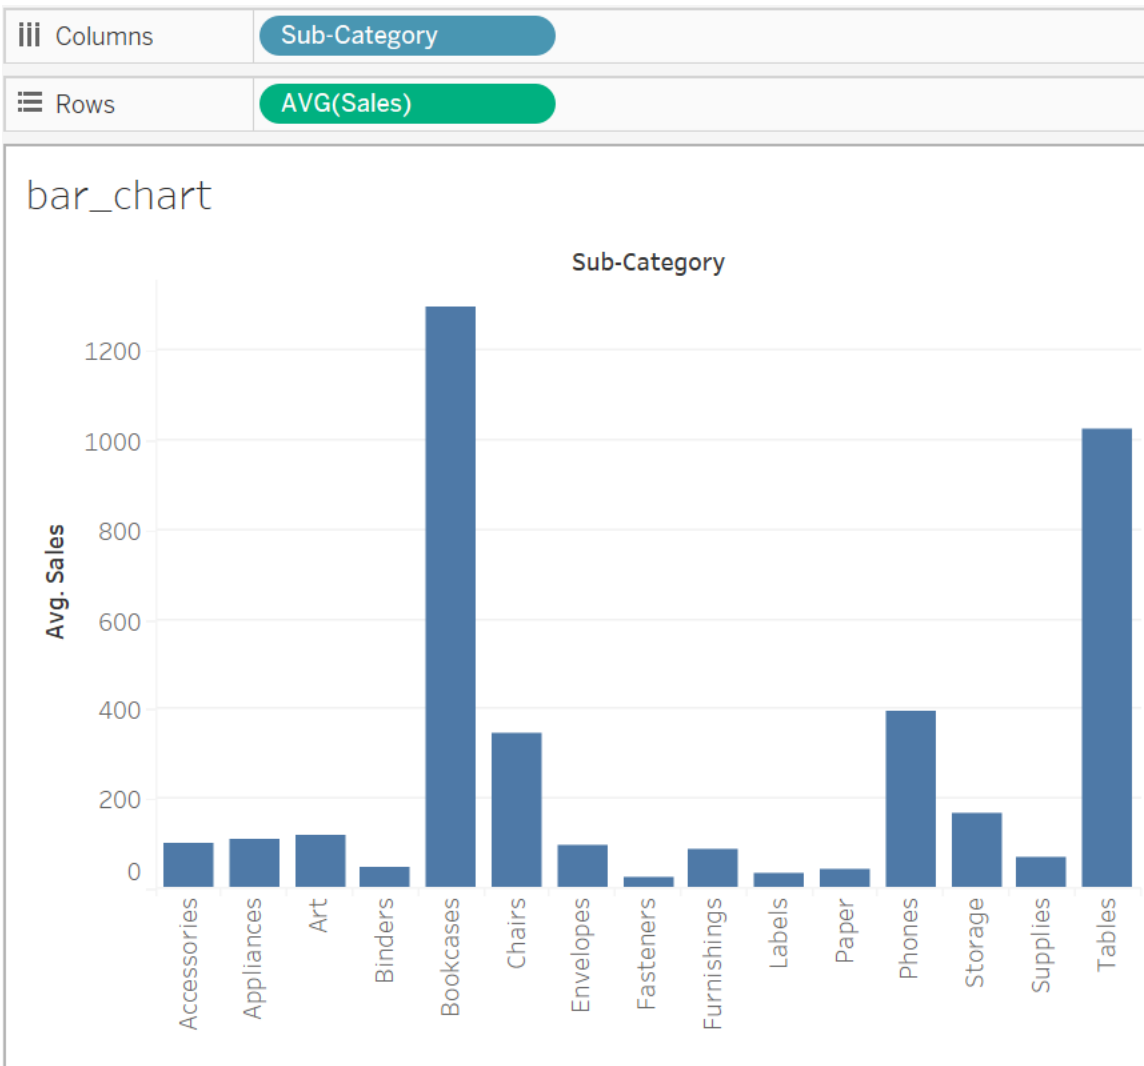 Columns
Sub-Category
Rows
AVG(Sales)
bar_chart
Sub-Category
Avg. Sales
1200
1000
800
600
400
200
0
Accessories
Appliances
Art
Binders
Bookcases
Chairs
Envelopes
Fasteners
Furnishings
Labels
Paper
Phones
Storage
Supplies
Tables